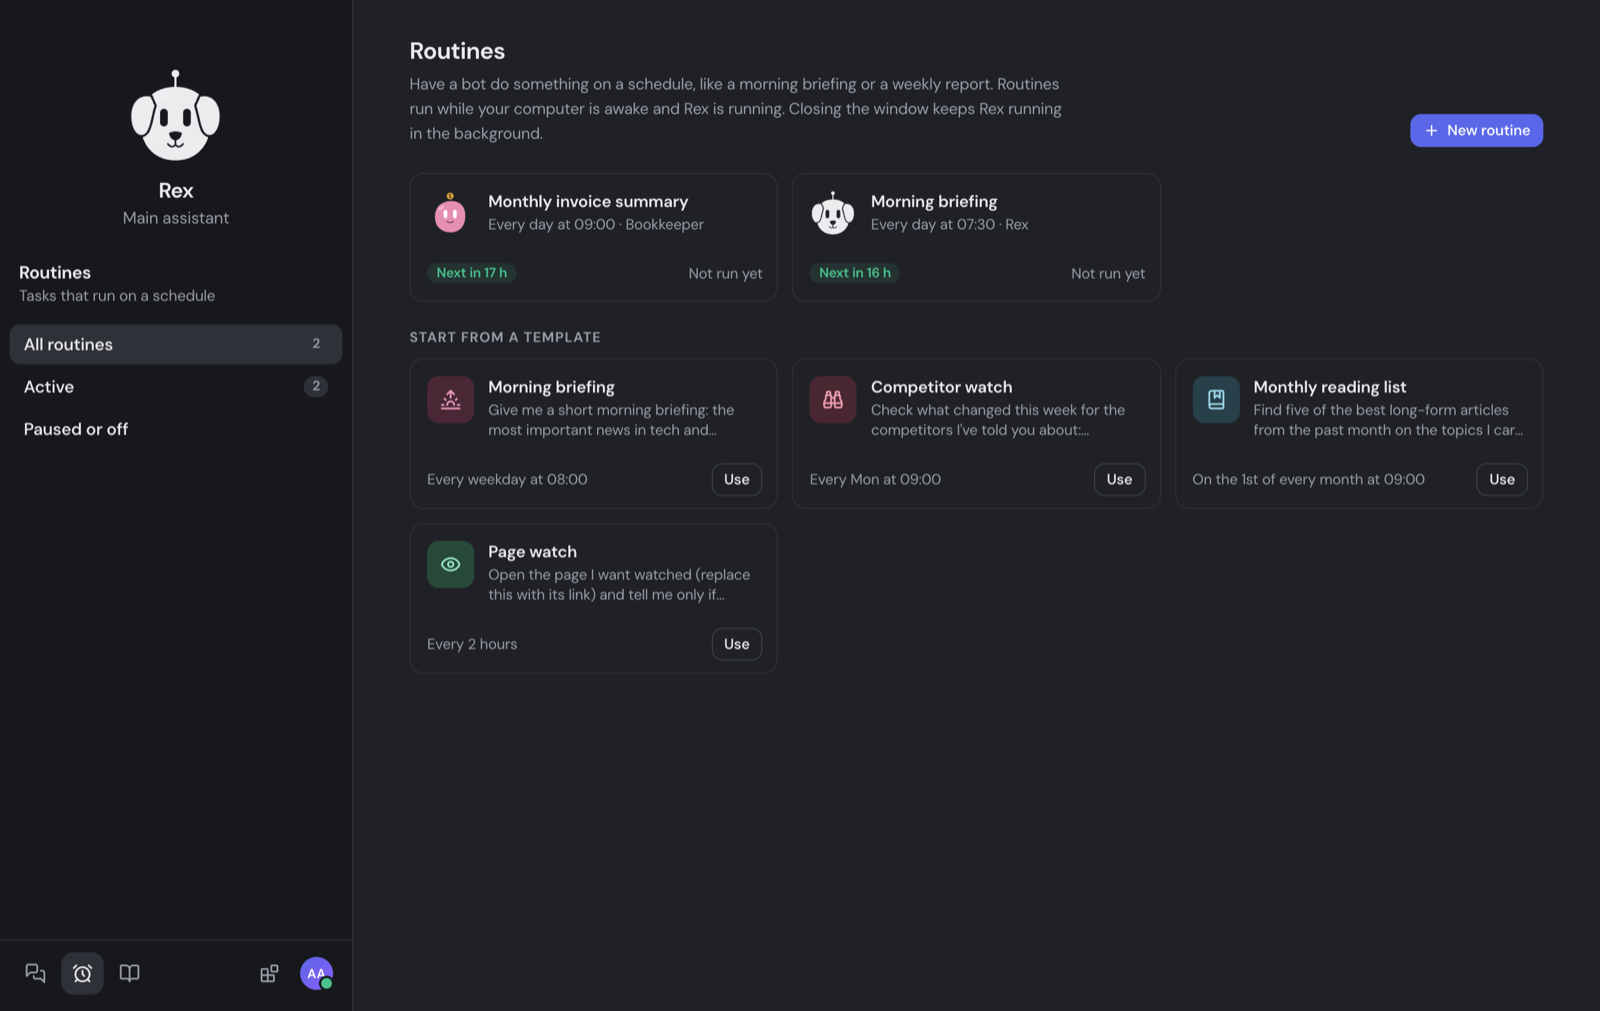 Rex
Main assistant
Routines
Tasks that run on a schedule
All routines 2
Active 2
Paused or off
AA
Routines
Have a bot do something on a schedule, like a morning briefing or a weekly report. Routines
run while your computer is awake and Rex is running. Closing the window keeps Rex running
in the background.
+ New routine
Monthly invoice summary
Every day at 09:00 · Bookkeeper
Next in 17 h Not run yet
Morning briefing
Every day at 07:30 · Rex
Next in 16 h Not run yet
START FROM A TEMPLATE
Morning briefing
Give me a short morning briefing: the
most important news in tech and...
Every weekday at 08:00 Use
Competitor watch
Check what changed this week for the
competitors I've told you about:...
Every Mon at 09:00 Use
Monthly reading list
Find five of the best long-form articles
from the past month on the topics I car...
On the 1st of every month at 09:00 Use
Page watch
Open the page I want watched (replace
this with its link) and tell me only if...
Every 2 hours Use